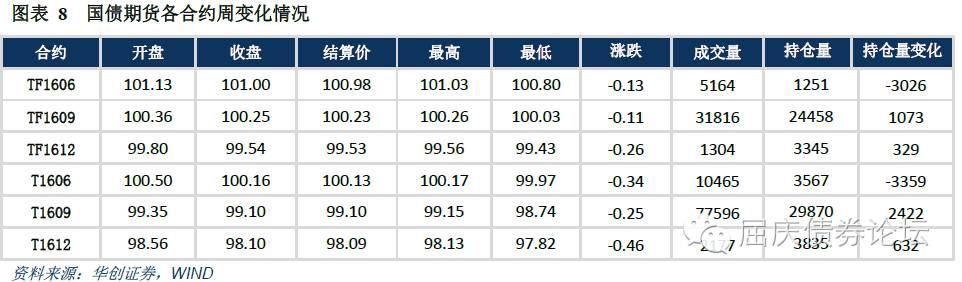 图表 8 国债期货各合约周变化情况
合约 开盘 收盘 结算价 最高 最低 涨跌 成交量 持仓量 持仓量变化
TF1606 101.13 101.00 100.98 101.03 100.80 -0.13 5164 1251 -3026
TF1609 100.36 100.25 100.23 100.26 100.03 -0.11 31816 24458 1073
TF1612 99.80 99.54 99.53 99.56 99.43 -0.26 1304 3345 329
T1606 100.50 100.16 100.13 100.17 99.97 -0.34 10465 3567 -3359
T1609 99.35 99.10 99.10 99.15 98.74 -0.25 77596 29870 2422
T1612 98.56 98.10 98.09 98.13 97.82 -0.46 3835 632
屈庆债券论坛
资料来源：华创证券，WIND